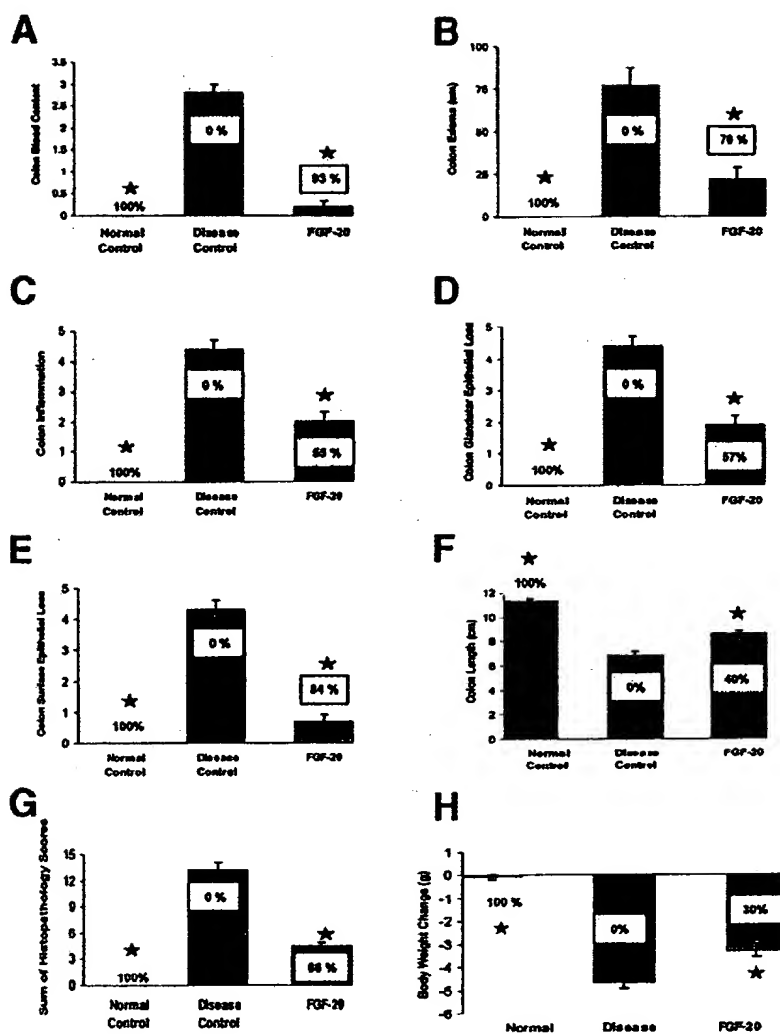 A
Colon Blood Content
3.5
3
2.5
2
1.5
1
0.5
0
100%
0 %
93 %
Normal Control
Disease Control
FGF-20
B
Colon Edema (um)
100
75
50
25
0
100%
0 %
Normal Control
Disease Control
FGF-20
C
Colon Inflammation
5
4
3
2
1
0
100%
0 %
Normal Control
Disease Control
FGF-20
D
Colon Glandular Epithelial Loss
5
4
3
2
1
0
100%
0 %
57%
Normal Control
Disease Control
FGF-20
E
Colon Surface Epithelial Loss
5
4
3
2
1
0
100%
0 %
84 %
Normal Control
Disease Control
FGF-20
F
Colon Length (cm)
12
10
8
6
4
2
0
100%
0%
40%
Normal Control
Disease Control
FGF-20
G
Sum of Histopathology Scores
15
12
9
6
3
0
100%
0 %
Normal Control
Disease Control
FGF-20
H
Body Weight Change (g)
1
0
-1
-2
-3
-4
-5
-6
100 %
0%
30%
Normal
Disease
FGF-20